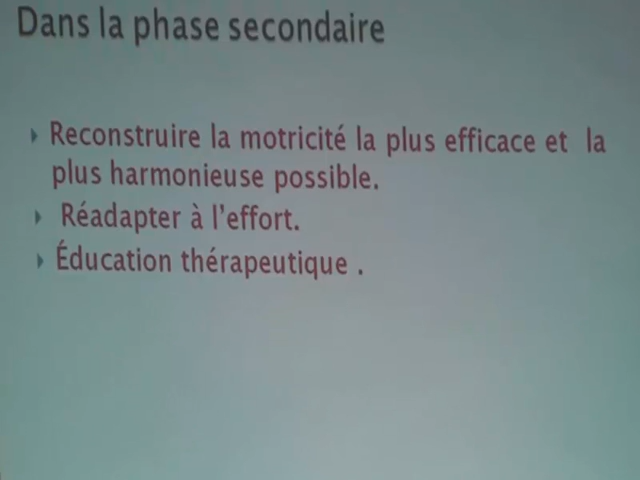 Dans la phase secondaire
Reconstruire la motricité la plus efficace et la
plus harmonieuse possible.
Réadapter à l'effort.
Éducation thérapeutique .